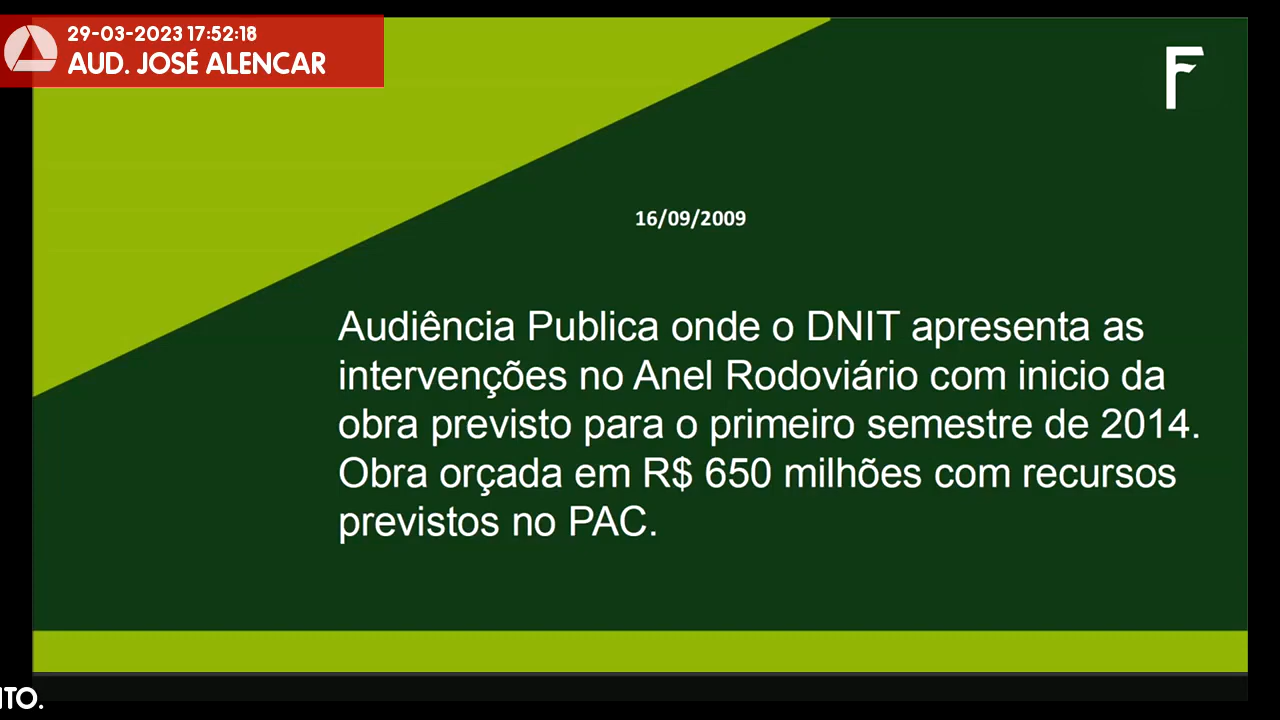 29-03-2023 17:52:18
AUD. JOSÉ ALENCAR
F
16/09/2009
Audiência Publica onde o DNIT apresenta as
intervenções no Anel Rodoviário com inicio da
obra previsto para o primeiro semestre de 2014.
Obra orçada em R$ 650 milhões com recursos
previstos no PAC.